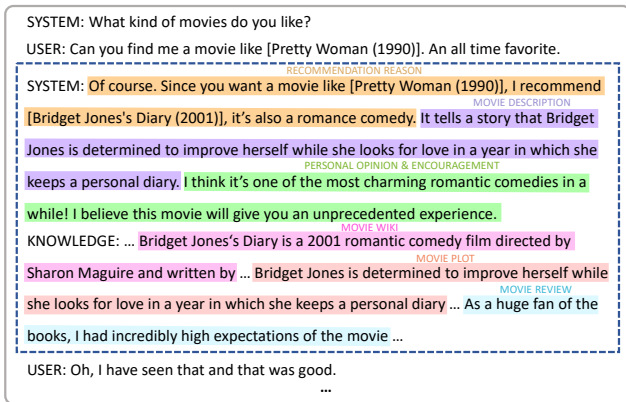 SYSTEM: What kind of movies do you like?
USER: Can you find me a movie like [Pretty Woman (1990)]. An all time favorite.
RECOMMENDATION REASON
SYSTEM: Of course. Since you want a movie like [Pretty Woman (1990)], I recommend
MOVIE DESCRIPTION
[Bridget Jones's Diary (2001)], it's also a romance comedy. It tells a story that Bridget
Jones is determined to improve herself while she looks for love in a year in which she
PERSONAL OPINION & ENCOURAGEMENT
keeps a personal diary. I think it's one of the most charming romantic comedies in a
while! I believe this movie will give you an unprecedented experience.
MOVIE WIKI
KNOWLEDGE: ... Bridget Jones's Diary is a 2001 romantic comedy film directed by
MOVIE PLOT
Sharon Maguire and written by ... Bridget Jones is determined to improve herself while
MOVIE REVIEW
she looks for love in a year in which she keeps a personal diary ... As a huge fan of the
books, I had incredibly high expectations of the movie ...
USER: Oh, I have seen that and that was good.
...